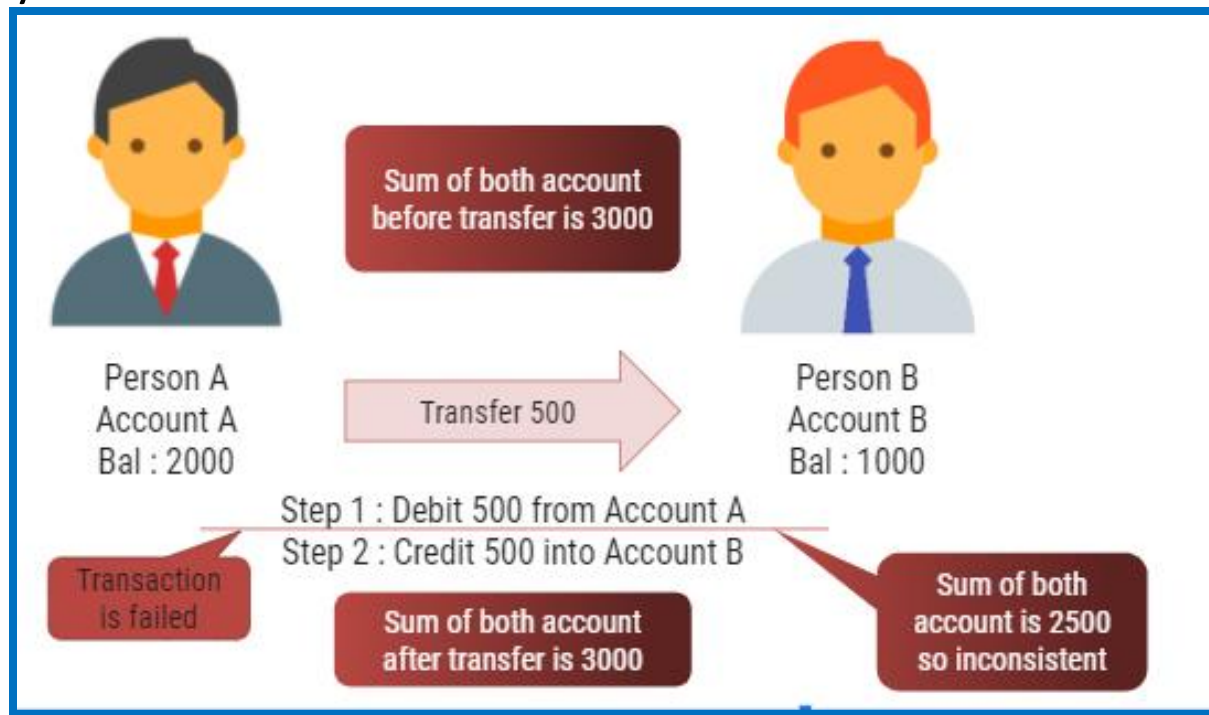 Sum of both account
before transfer is 3000
Person A
Account A
Bal : 2000
Transfer 500
Person B
Account B
Bal : 1000
Step 1 : Debit 500 from Account A
Step 2 : Credit 500 into Account B
Transaction
is failed
Sum of both account
after transfer is 3000
Sum of both
account is 2500
so inconsistent